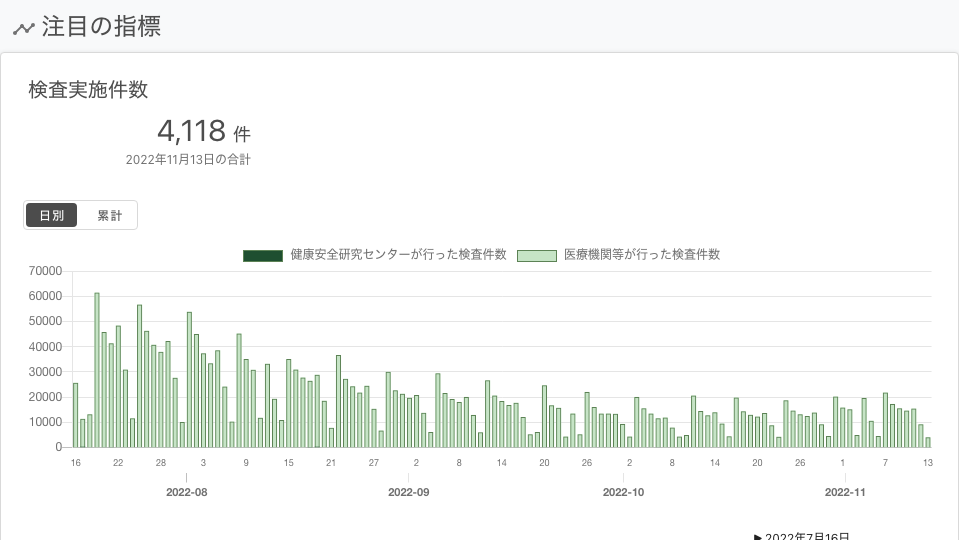 注目の指標
検査実施件数
4,118 件
2022年11月13日の合計
日別 累計
健康安全研究センターが行った検査件数 医療機関等が行った検査件数
70000
60000
50000
40000
30000
20000
10000
0
16 22 28 3 9 15 21 27 2 8 14 20 26 2 8 14 20 26 1 7 13
2022-08 2022-09 2022-10 2022-11
▶ 2022年7月16日